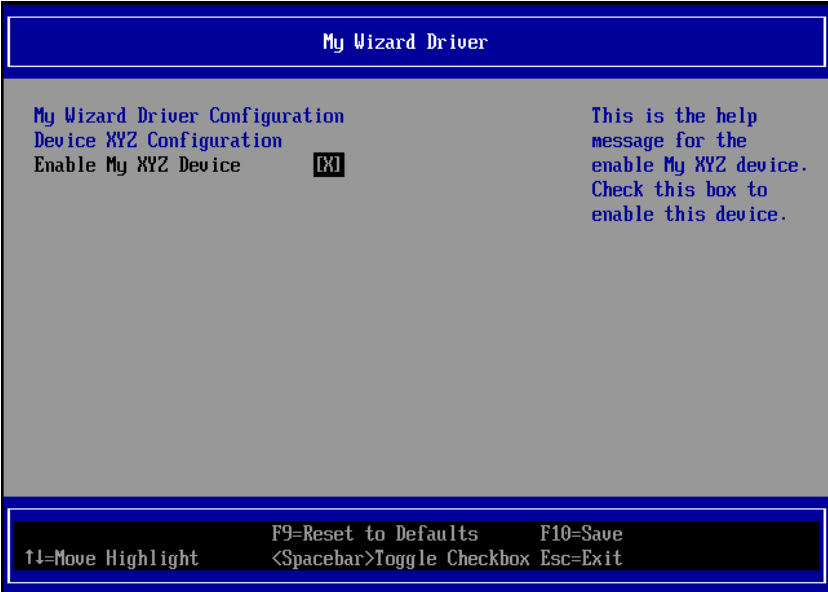 My Wizard Driver
My Wizard Driver Configuration
Device XYZ Configuration
Enable My XYZ Device [X]
This is the help
message for the
enable My XYZ device.
Check this box to
enable this device.
F9=Reset to Defaults F10=Save
↑↓=Move Highlight <Spacebar>Toggle Checkbox Esc=Exit